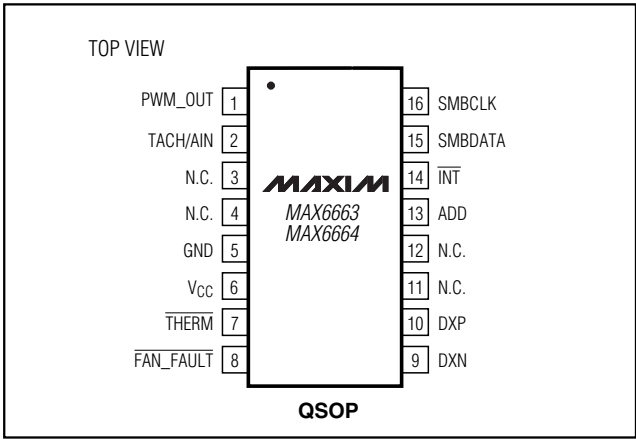 TOP VIEW
PWM_OUT 1
TACH/AIN 2
N.C. 3
N.C. 4
GND 5
VCC 6
THERM 7
FAN_FAULT 8
MAXIM
MAX6663
MAX6664
16 SMBCLK
15 SMBDATA
14 INT
13 ADD
12 N.C.
11 N.C.
10 DXP
9 DXN
QSOP